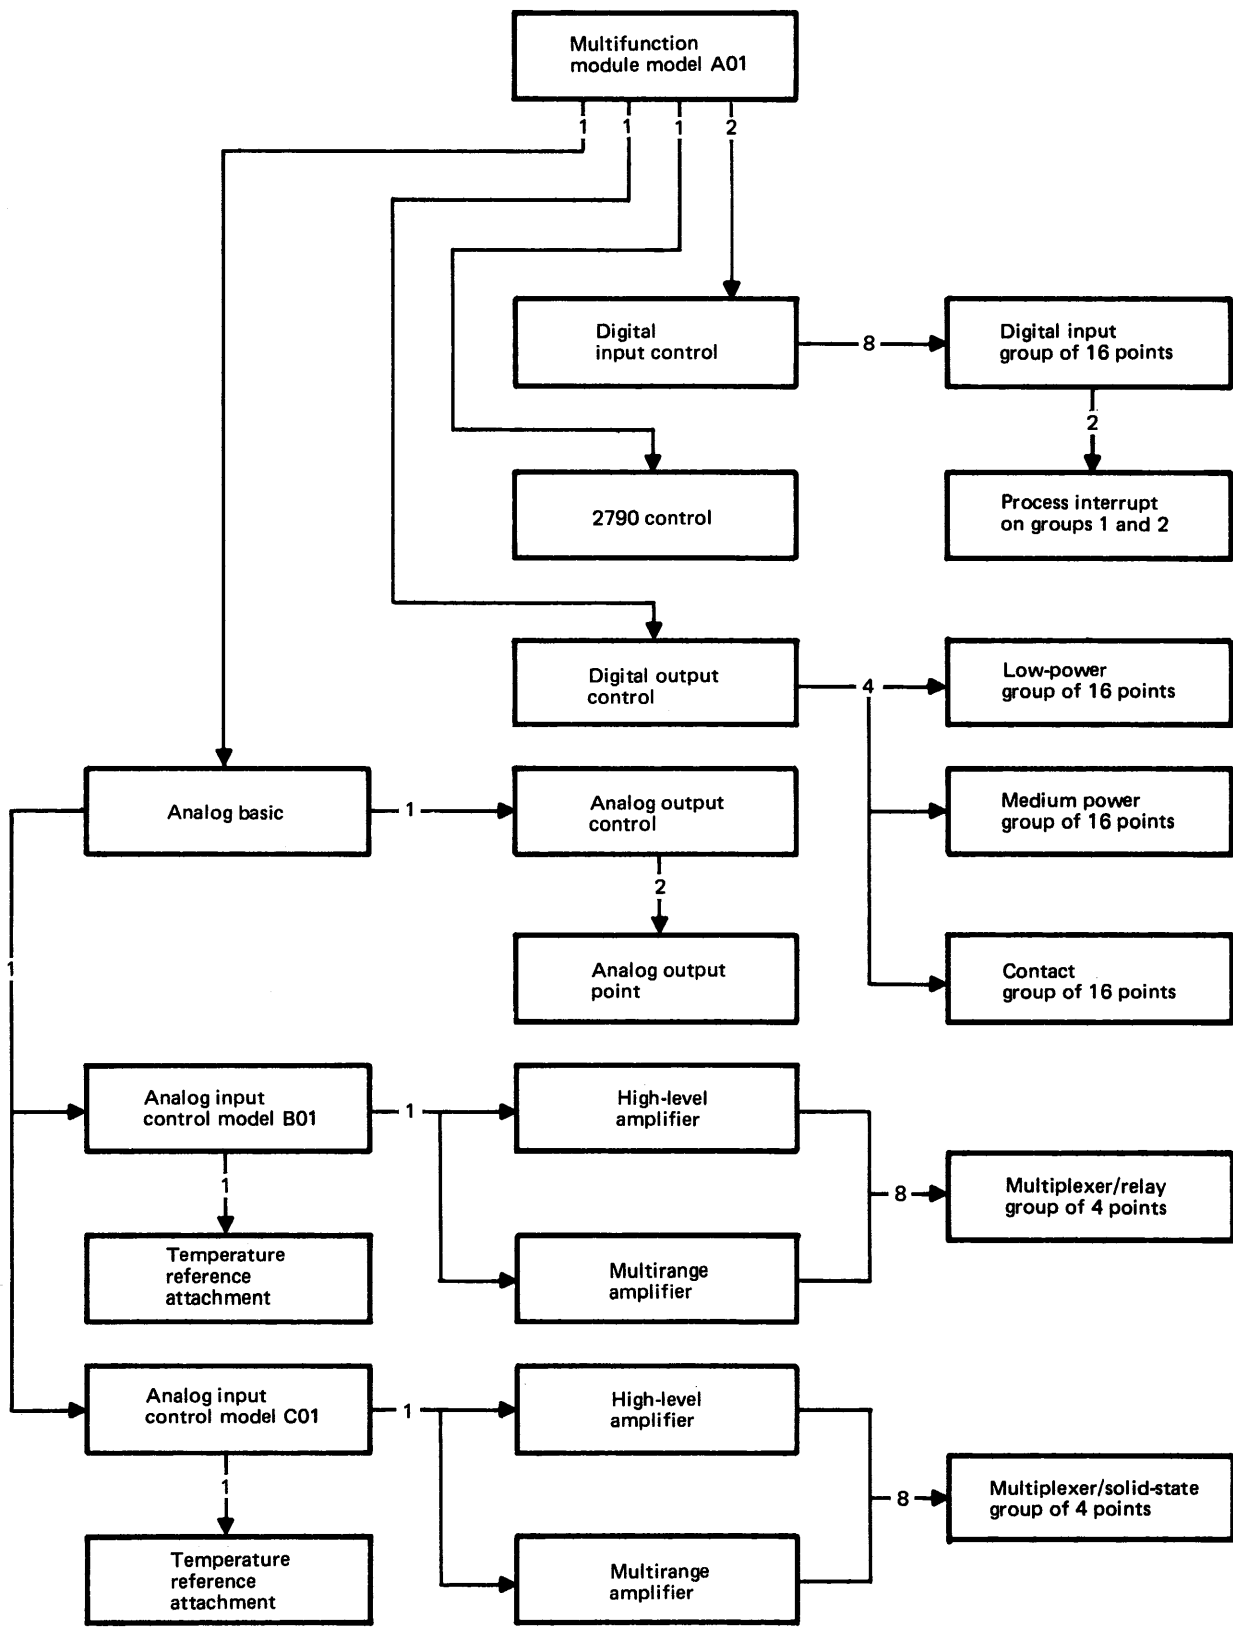 Multifunction
module model A01
1
1
1
2
Digital
input control
8
Digital input
group of 16 points
2
2790 control
Process interrupt
on groups 1 and 2
Digital output
control
4
Low-power
group of 16 points
Analog basic
1
Analog output
control
Medium power
group of 16 points
2
1
Analog output
point
Contact
group of 16 points
Analog input
control model B01
1
High-level
amplifier
1
8
Multiplexer/relay
group of 4 points
Temperature
reference
attachment
Multirange
amplifier
Analog input
control model C01
1
High-level
amplifier
1
8
Multiplexer/solid-state
group of 4 points
Temperature
reference
attachment
Multirange
amplifier